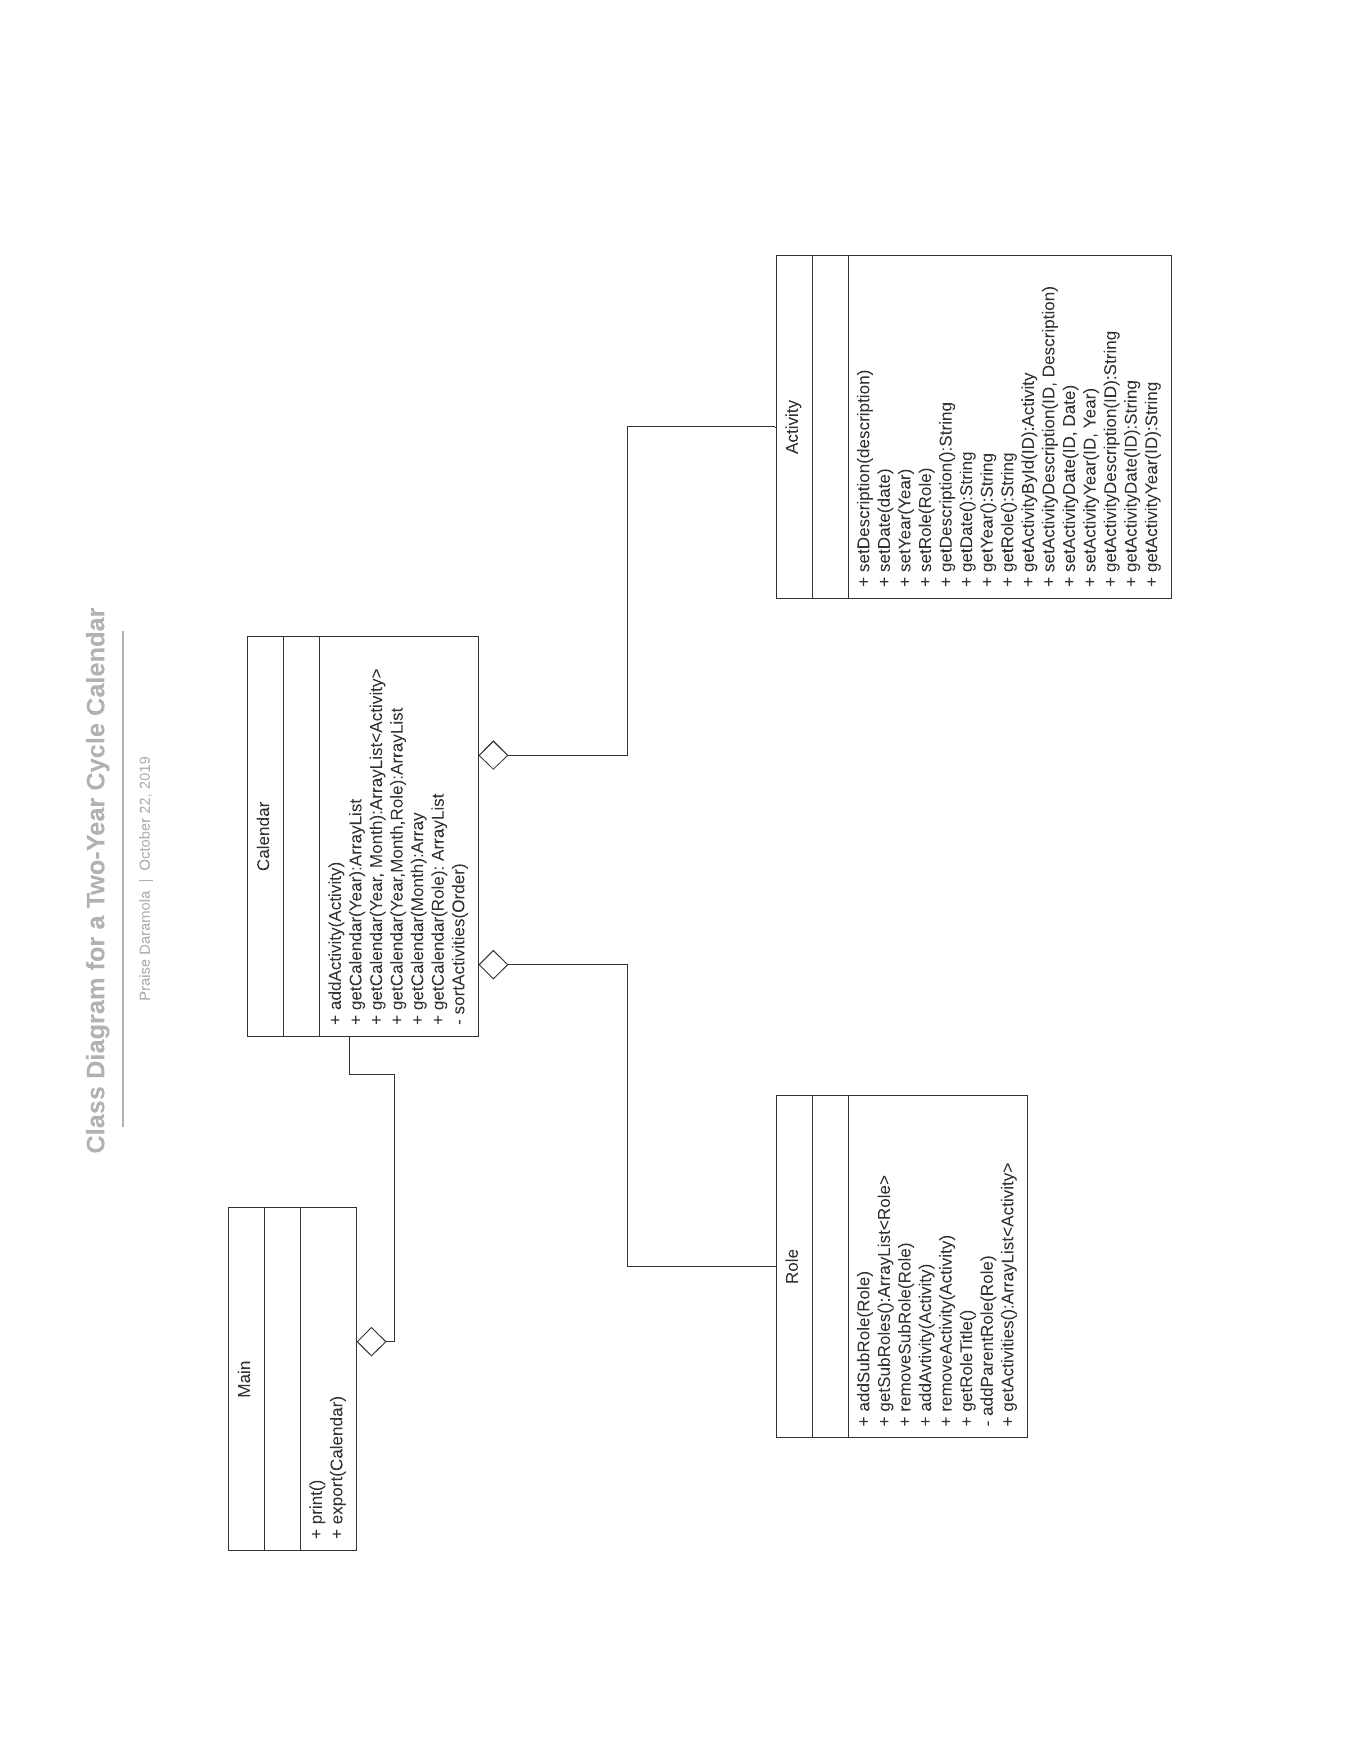 Class Diagram for a Two-Year Cycle Calendar
Praise Daramola | October 22, 2019
Main
+ print()
+ export(Calendar)
Calendar
+ addActivity(Activity)
+ getCalendar(Year):ArrayList
+ getCalendar(Year, Month):ArrayList<Activity>
+ getCalendar(Year,Month,Role):ArrayList
+ getCalendar(Month):Array
+ getCalendar(Role): ArrayList
- sortActivities(Order)
Role
+ addSubRole(Role)
+ getSubRoles():ArrayList<Role>
+ removeSubRole(Role)
+ addAvtivity(Activity)
+ removeActivity(Activity)
+ getRoleTitle()
- addParentRole(Role)
+ getActivities():ArrayList<Activity>
Activity
+ setDescription(description)
+ setDate(date)
+ setYear(Year)
+ setRole(Role)
+ getDescription():String
+ getDate():String
+ getYear():String
+ getRole():String
+ getActivityById(ID):Activity
+ setActivityDescription(ID, Description)
+ setActivityDate(ID, Date)
+ setActivityYear(ID, Year)
+ getActivityDescription(ID):String
+ getActivityDate(ID):String
+ getActivityYear(ID):String